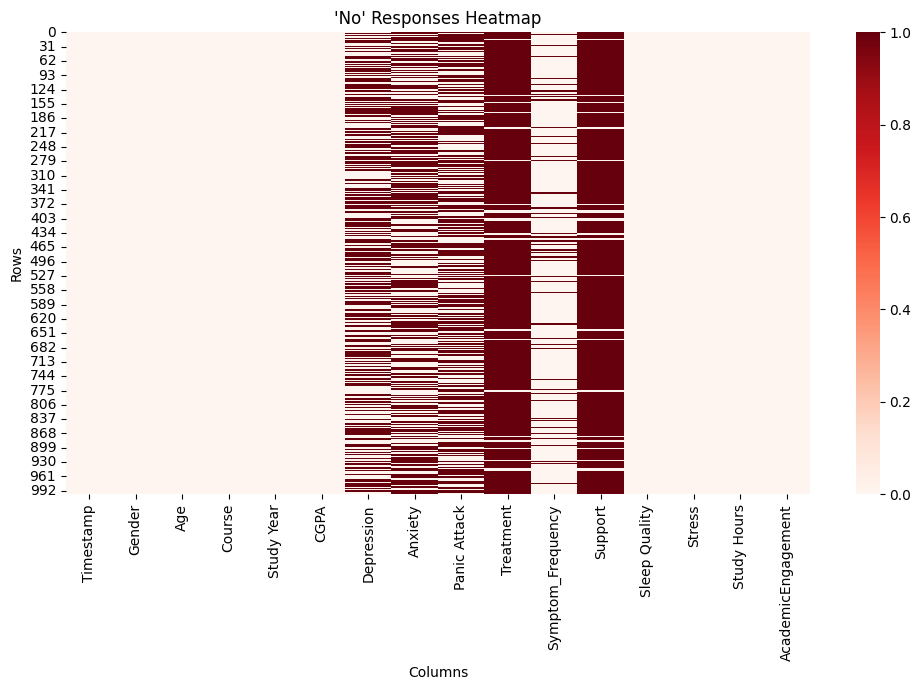 'No' Responses Heatmap
0
31
62
93
124
155
186
217
248
279
310
341
372
403
434
465
496
527
558
589
620
651
682
713
744
775
806
837
868
899
930
961
992
Rows
Timestamp
Gender
Age
Course
Study Year
CGPA
Depression
Anxiety
Panic Attack
Treatment
Symptom_Frequency
Support
Sleep Quality
Stress
Study Hours
AcademicEngagement
Columns
1.0
0.8
0.6
0.4
0.2
0.0